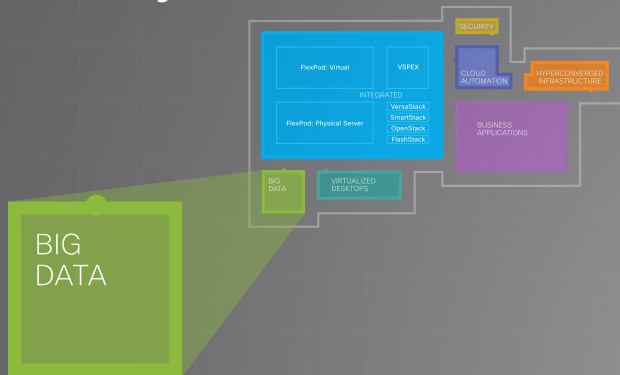 SECURITY
FlexPod: Virtual
VSPEX
CLOUD
AUTOMATION
HYPERCONVERGED
INFRASTRUCTURE
INTEGRATED
VersaStack
SmartStack
OpenStack
FlashStack
FlexPod: Physical Server
BUSINESS
APPLICATIONS
BIG
DATA
VIRTUALIZED
DESKTOPS
BIG
DATA